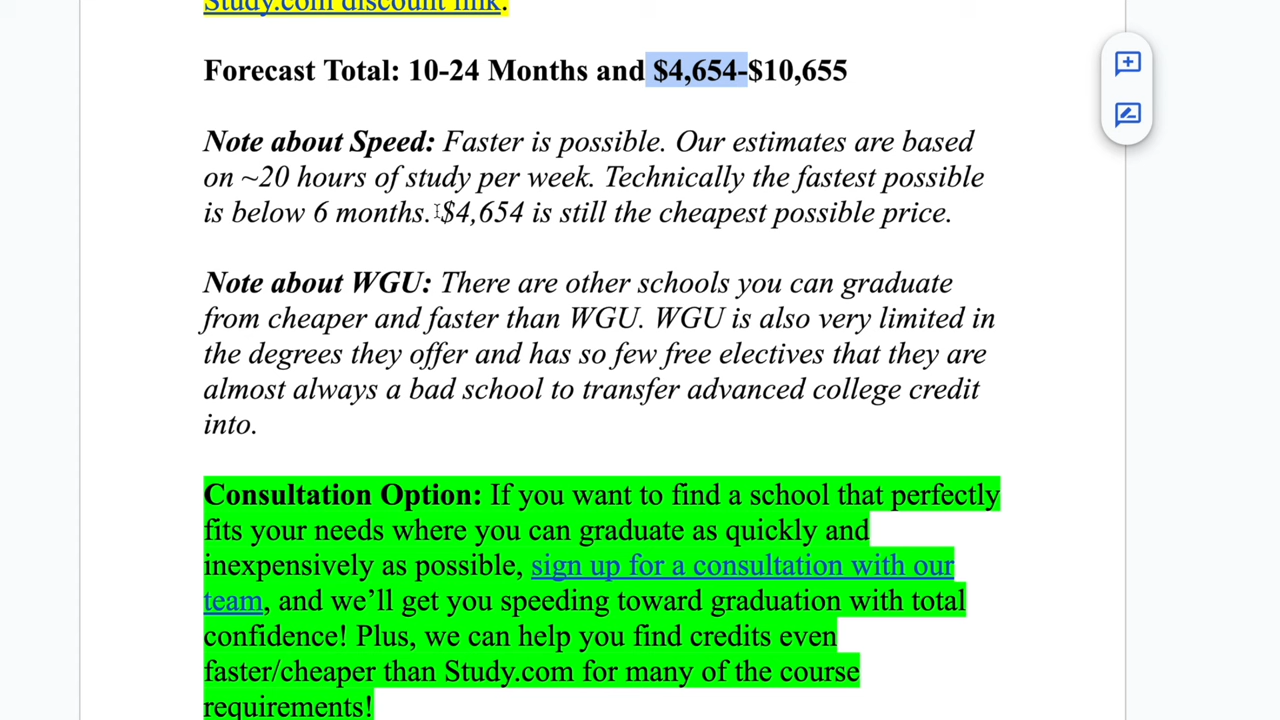 Study.com discount link.
Forecast Total: 10-24 Months and $4,654-$10,655
Note about Speed: Faster is possible. Our estimates are based
on ~20 hours of study per week. Technically the fastest possible
is below 6 months. $4,654 is still the cheapest possible price.
Note about WGU: There are other schools you can graduate
from cheaper and faster than WGU. WGU is also very limited in
the degrees they offer and has so few free electives that they are
almost always a bad school to transfer advanced college credit
into.
Consultation Option: If you want to find a school that perfectly
fits your needs where you can graduate as quickly and
inexpensively as possible, sign up for a consultation with our
team, and we’ll get you speeding toward graduation with total
confidence! Plus, we can help you find credits even
faster/cheaper than Study.com for many of the course
requirements!